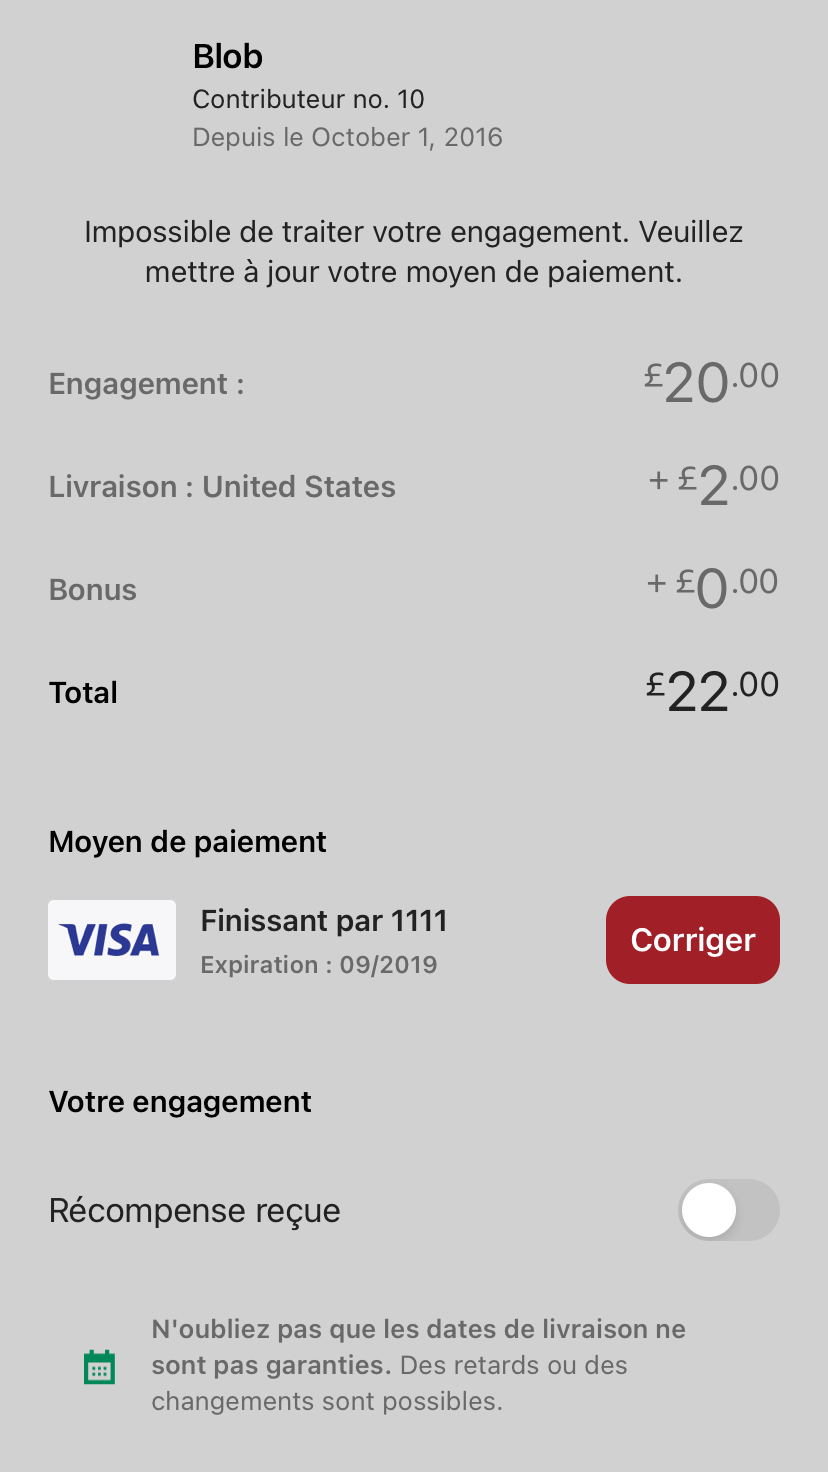 Blob
Contributeur no. 10
Depuis le October 1, 2016
Impossible de traiter votre engagement. Veuillez
mettre à jour votre moyen de paiement.
Engagement : £20.00
Livraison : United States + £2.00
Bonus + £0.00
Total £22.00
Moyen de paiement
VISA
Finissant par 1111
Expiration : 09/2019
Corriger
Votre engagement
Récompense reçue
N'oubliez pas que les dates de livraison ne
sont pas garanties. Des retards ou des
changements sont possibles.